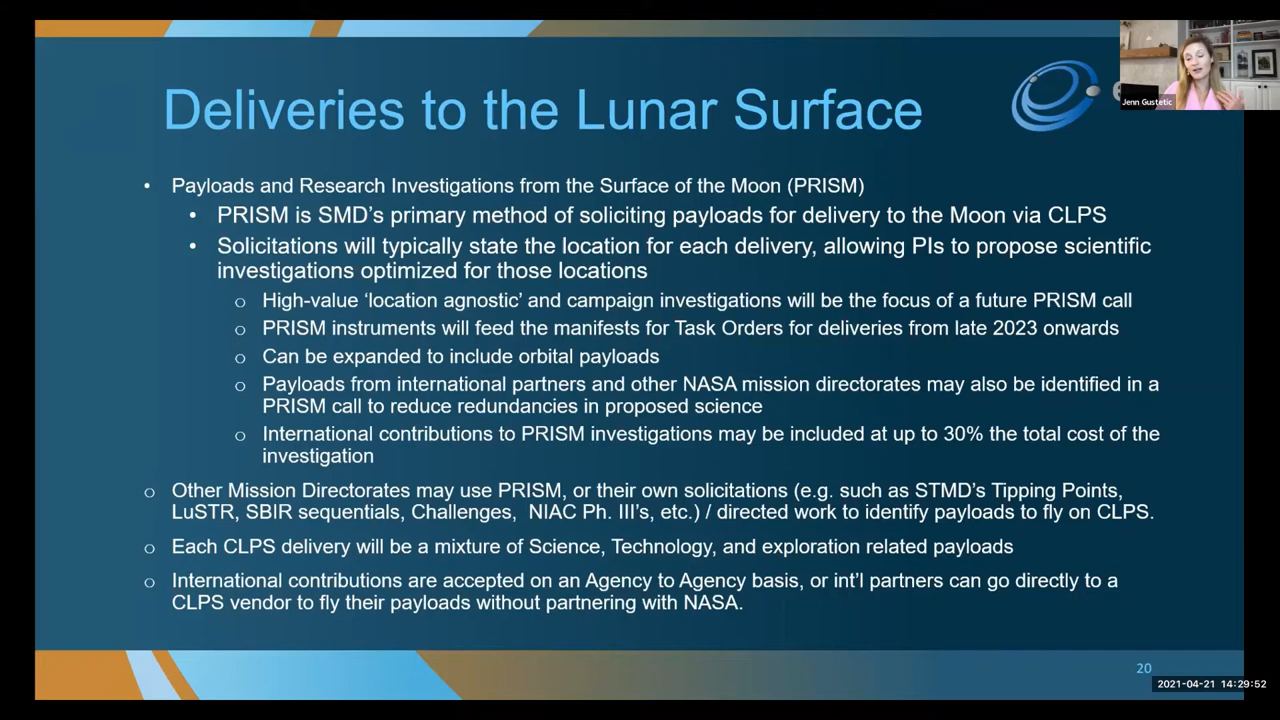 Jenn Gustetic
Deliveries to the Lunar Surface
• Payloads and Research Investigations from the Surface of the Moon (PRISM)
• PRISM is SMD’s primary method of soliciting payloads for delivery to the Moon via CLPS
• Solicitations will typically state the location for each delivery, allowing PIs to propose scientific
investigations optimized for those locations
o High-value ‘location agnostic’ and campaign investigations will be the focus of a future PRISM call
o PRISM instruments will feed the manifests for Task Orders for deliveries from late 2023 onwards
o Can be expanded to include orbital payloads
o Payloads from international partners and other NASA mission directorates may also be identified in a
PRISM call to reduce redundancies in proposed science
o International contributions to PRISM investigations may be included at up to 30% the total cost of the
investigation
o Other Mission Directorates may use PRISM, or their own solicitations (e.g. such as STMD’s Tipping Points,
LuSTR, SBIR sequentials, Challenges, NIAC Ph. III’s, etc.) / directed work to identify payloads to fly on CLPS.
o Each CLPS delivery will be a mixture of Science, Technology, and exploration related payloads
o International contributions are accepted on an Agency to Agency basis, or int’l partners can go directly to a
CLPS vendor to fly their payloads without partnering with NASA.
20
2021-04-21 14:29:52